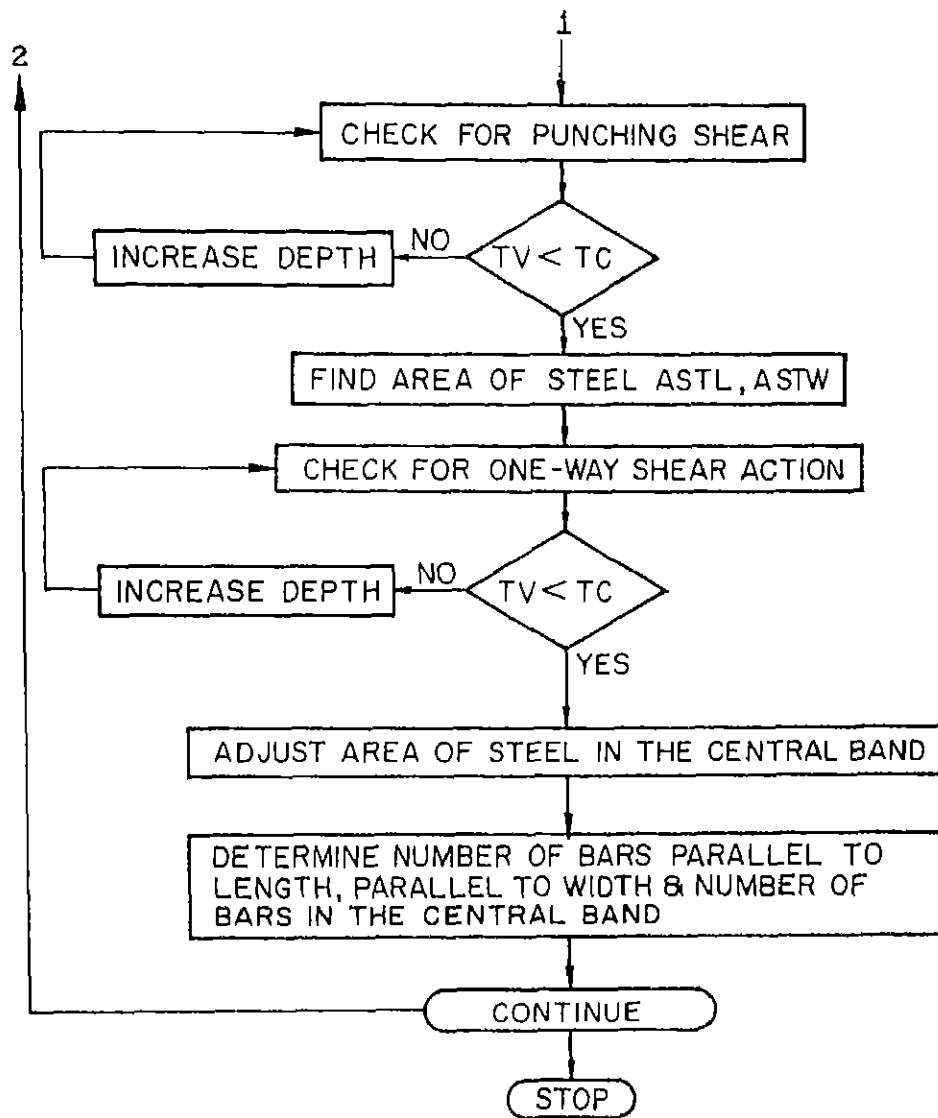 1
2
CHECK FOR PUNCHING SHEAR
INCREASE DEPTH
NO
TV < TC
YES
FIND AREA OF STEEL ASTL, ASTW
CHECK FOR ONE-WAY SHEAR ACTION
INCREASE DEPTH
NO
TV < TC
YES
ADJUST AREA OF STEEL IN THE CENTRAL BAND
DETERMINE NUMBER OF BARS PARALLEL TO
LENGTH, PARALLEL TO WIDTH & NUMBER OF
BARS IN THE CENTRAL BAND
CONTINUE
STOP